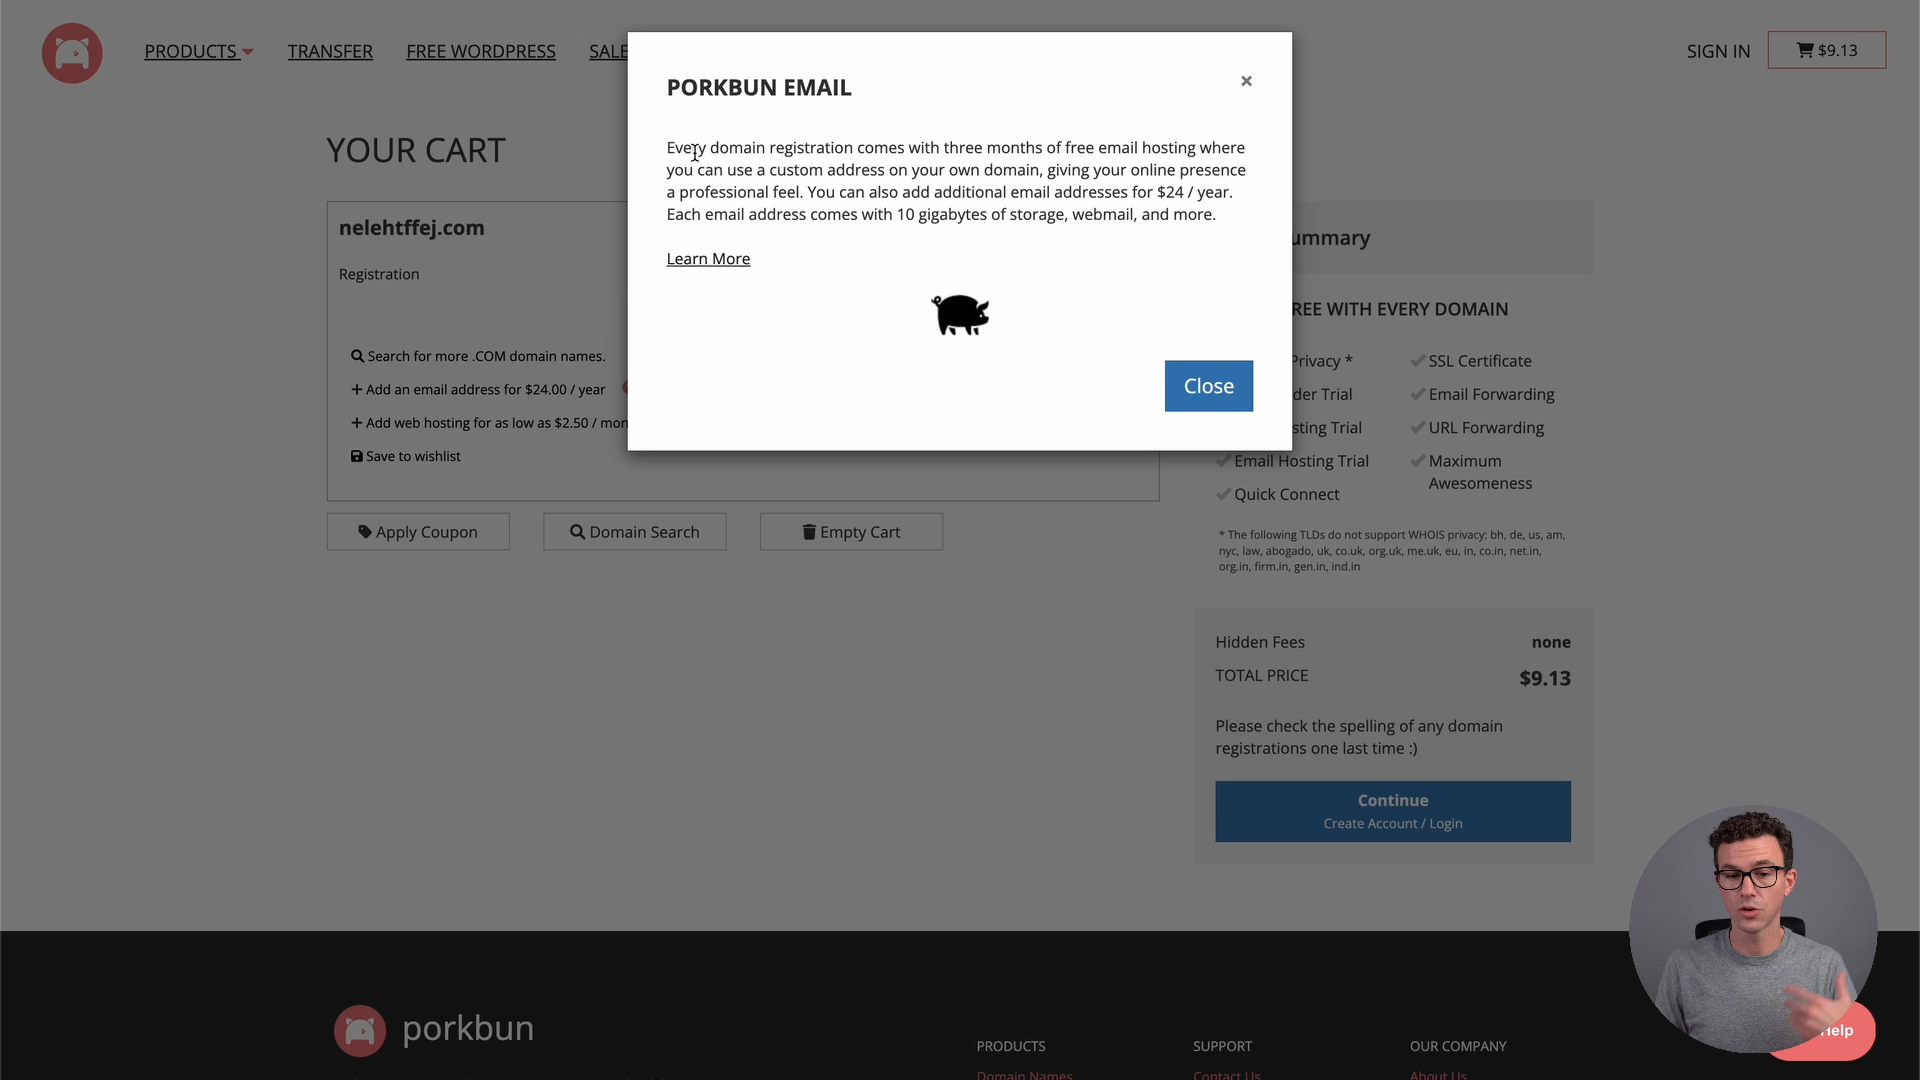 PRODUCTS
TRANSFER
FREE WORDPRESS
SALE
SIGN IN
$9.13
YOUR CART
nelehtffej.com
Registration
Search for more .COM domain names.
+ Add an email address for $24.00 / year
+ Add web hosting for as low as $2.50 / mon
Save to wishlist
Apply Coupon
Domain Search
Empty Cart
PORKBUN EMAIL
×
Every domain registration comes with three months of free email hosting where
you can use a custom address on your own domain, giving your online presence
a professional feel. You can also add additional email addresses for $24 / year.
Each email address comes with 10 gigabytes of storage, webmail, and more.
Learn More
Close
ummary
REE WITH EVERY DOMAIN
Privacy *
SSL Certificate
der Trial
Email Forwarding
sting Trial
URL Forwarding
Email Hosting Trial
Maximum
Awesomeness
Quick Connect
* The following TLDs do not support WHOIS privacy: bh, de, us, am,
nyc, law, abogado, uk, co.uk, org.uk, me.uk, eu, in, co.in, net.in,
org.in, firm.in, gen.in, ind.in
Hidden Fees none
TOTAL PRICE $9.13
Please check the spelling of any domain
registrations one last time :)
Continue
Create Account / Login
Help
porkbun
PRODUCTS
SUPPORT
OUR COMPANY
Domain Names
Contact Us
About Us